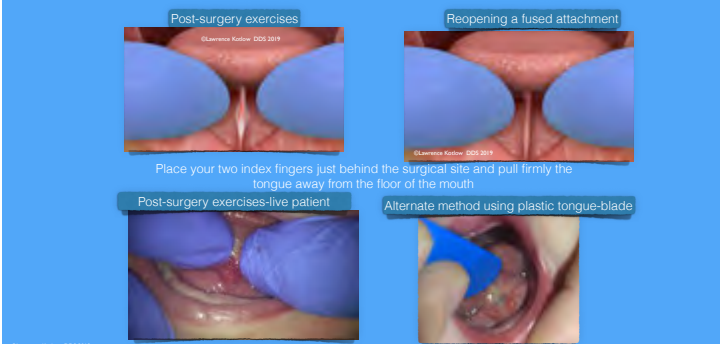 Post-surgery exercises
©Lawrence Kotlow DDS 2019
Reopening a fused attachment
©Lawrence Kotlow DDS 2019
Place your two index fingers just behind the surgical site and pull firmly the
tongue away from the floor of the mouth
Post-surgery exercises-live patient
Alternate method using plastic tongue-blade